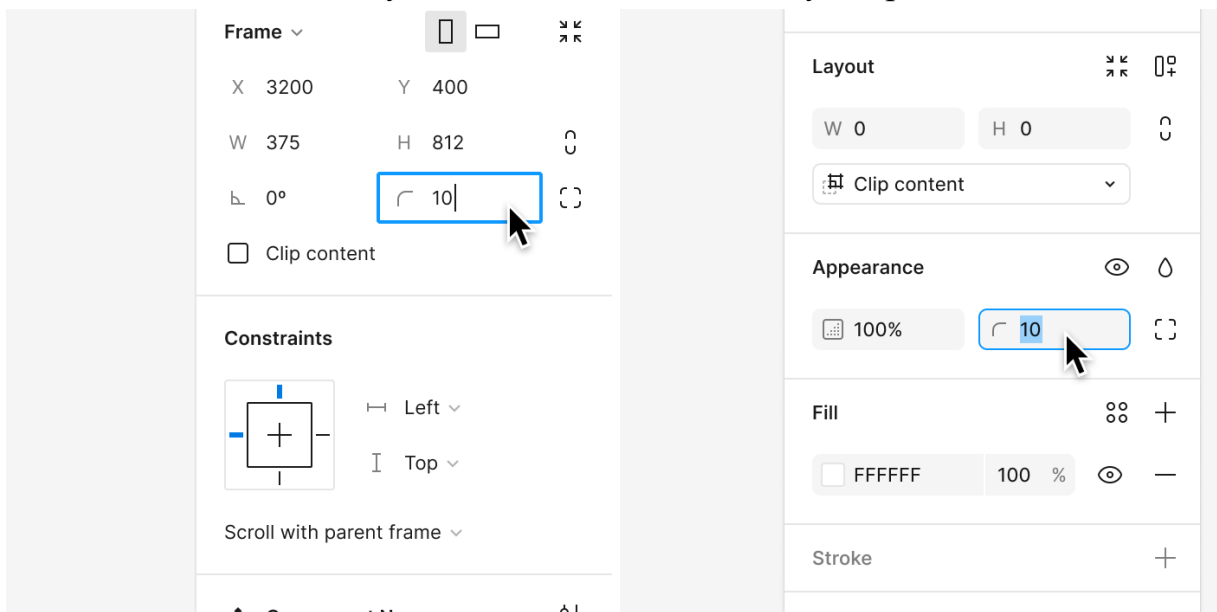 Frame
X 3200 Y 400
W 375 H 812
0° 10
Clip content
Constraints
Left
Top
Scroll with parent frame
Layout
W 0 H 0
Clip content
Appearance
100% 10
Fill
FFFFFF 100 %
Stroke